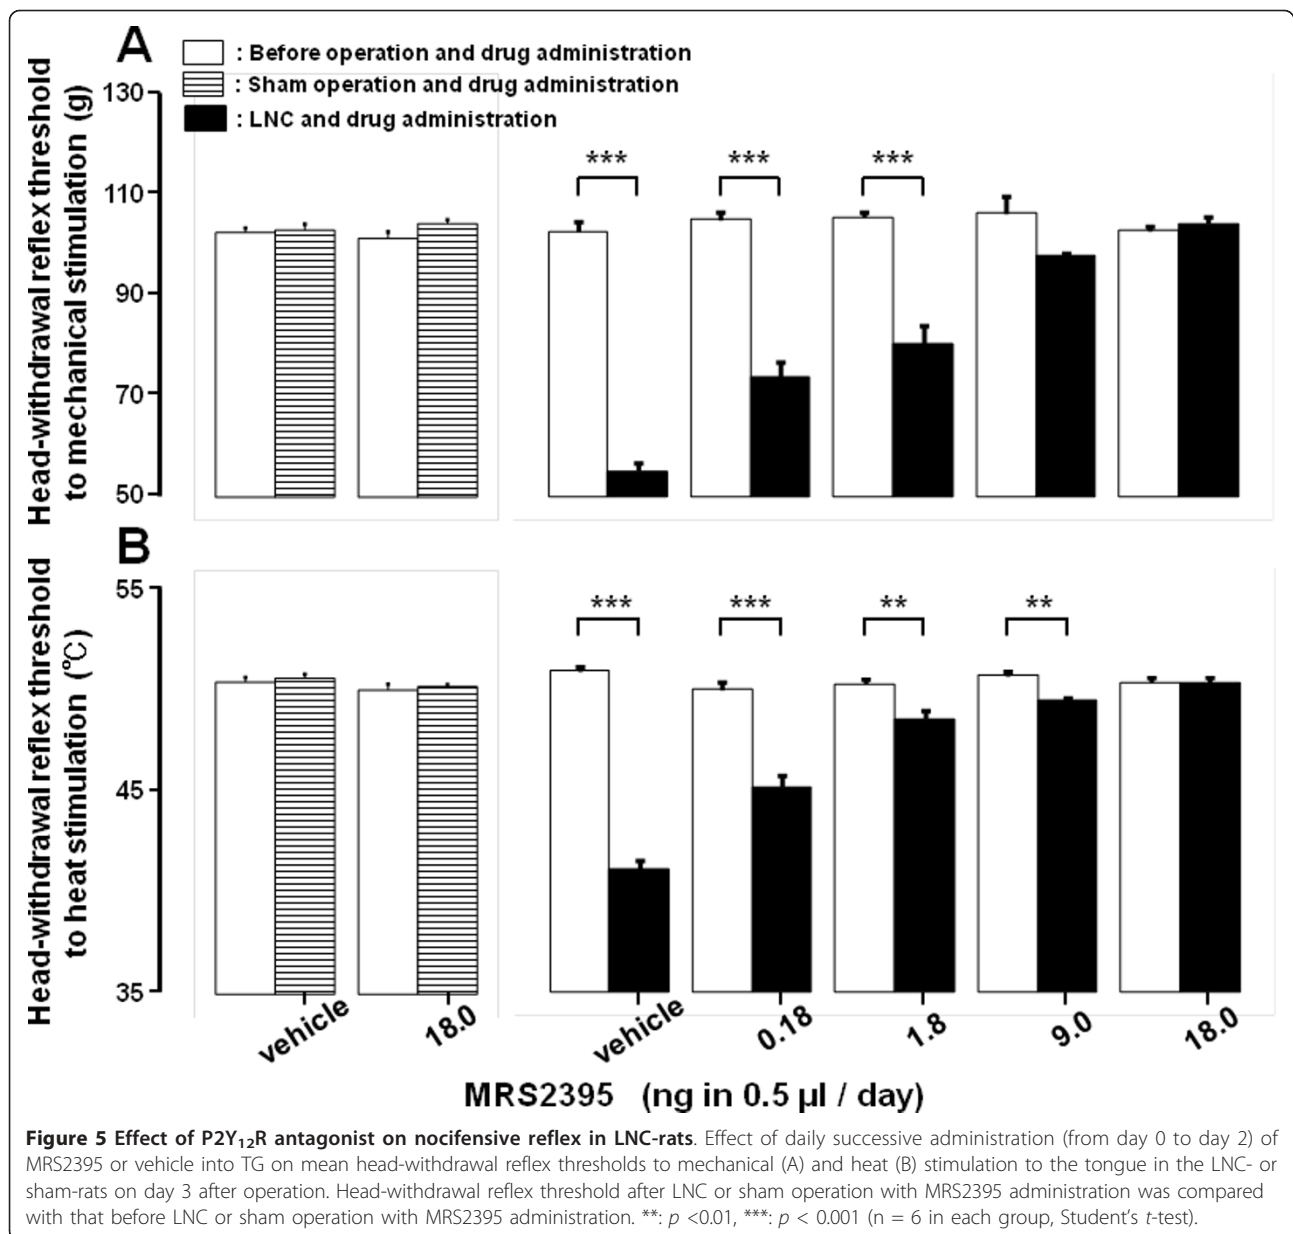 A
: Before operation and drug administration
: Sham operation and drug administration
: LNC and drug administration
Head-withdrawal reflex threshold
to mechanical stimulation (g)
130
110
90
70
50
*** *** ***
B
Head-withdrawal reflex threshold
to heat stimulation (℃)
55
45
35
*** *** ** **
vehicle 18.0 vehicle 0.18 1.8 9.0 18.0
MRS2395 (ng in 0.5 µl / day)
Figure 5 Effect of P2Y12R antagonist on nocifensive reflex in LNC-rats. Effect of daily successive administration (from day 0 to day 2) of
MRS2395 or vehicle into TG on mean head-withdrawal reflex thresholds to mechanical (A) and heat (B) stimulation to the tongue in the LNC- or
sham-rats on day 3 after operation. Head-withdrawal reflex threshold after LNC or sham operation with MRS2395 administration was compared
with that before LNC or sham operation with MRS2395 administration. **: p <0.01, ***: p < 0.001 (n = 6 in each group, Student's t-test).